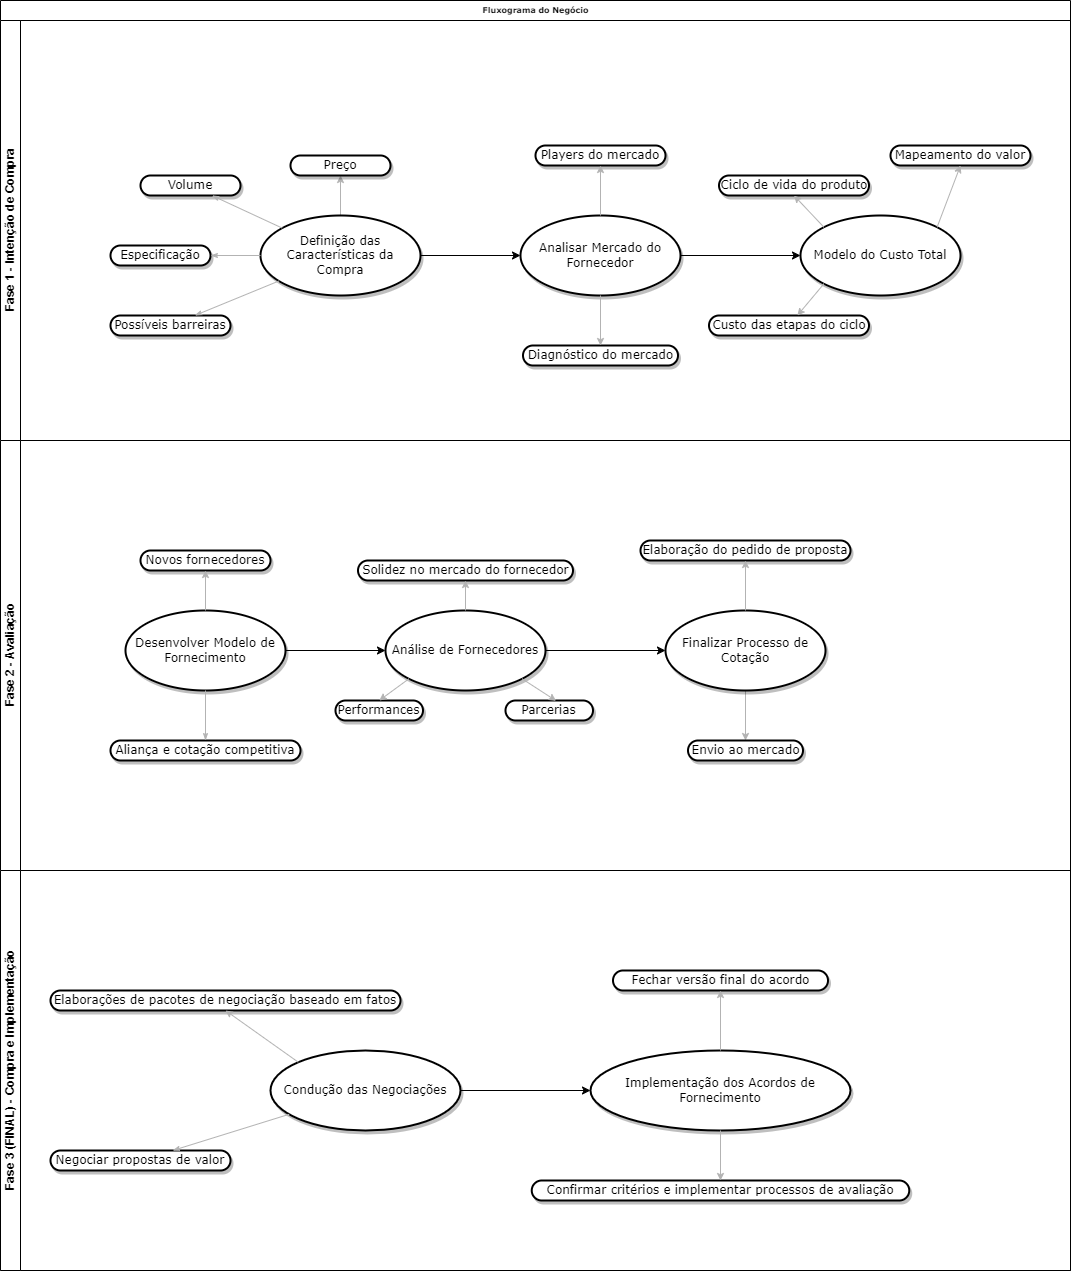 Fluxograma do Negócio
Fase 1 - Intenção de Compra
Preço
Volume
Especificação
Possíveis barreiras
Definição das
Características da
Compra
Players do mercado
Analisar Mercado do
Fornecedor
Diagnóstico do mercado
Mapeamento do valor
Ciclo de vida do produto
Modelo do Custo Total
Custo das etapas do ciclo
Fase 2 - Avaliação
Novos fornecedores
Desenvolver Modelo de
Fornecimento
Aliança e cotação competitiva
Solidez no mercado do fornecedor
Análise de Fornecedores
Performances
Parcerias
Elaboração do pedido de proposta
Finalizar Processo de
Cotação
Envio ao mercado
Fase 3 (FINAL) - Compra e Implementação
Elaborações de pacotes de negociação baseado em fatos
Condução das Negociações
Negociar propostas de valor
Fechar versão final do acordo
Implementação dos Acordos de
Fornecimento
Confirmar critérios e implementar processos de avaliação